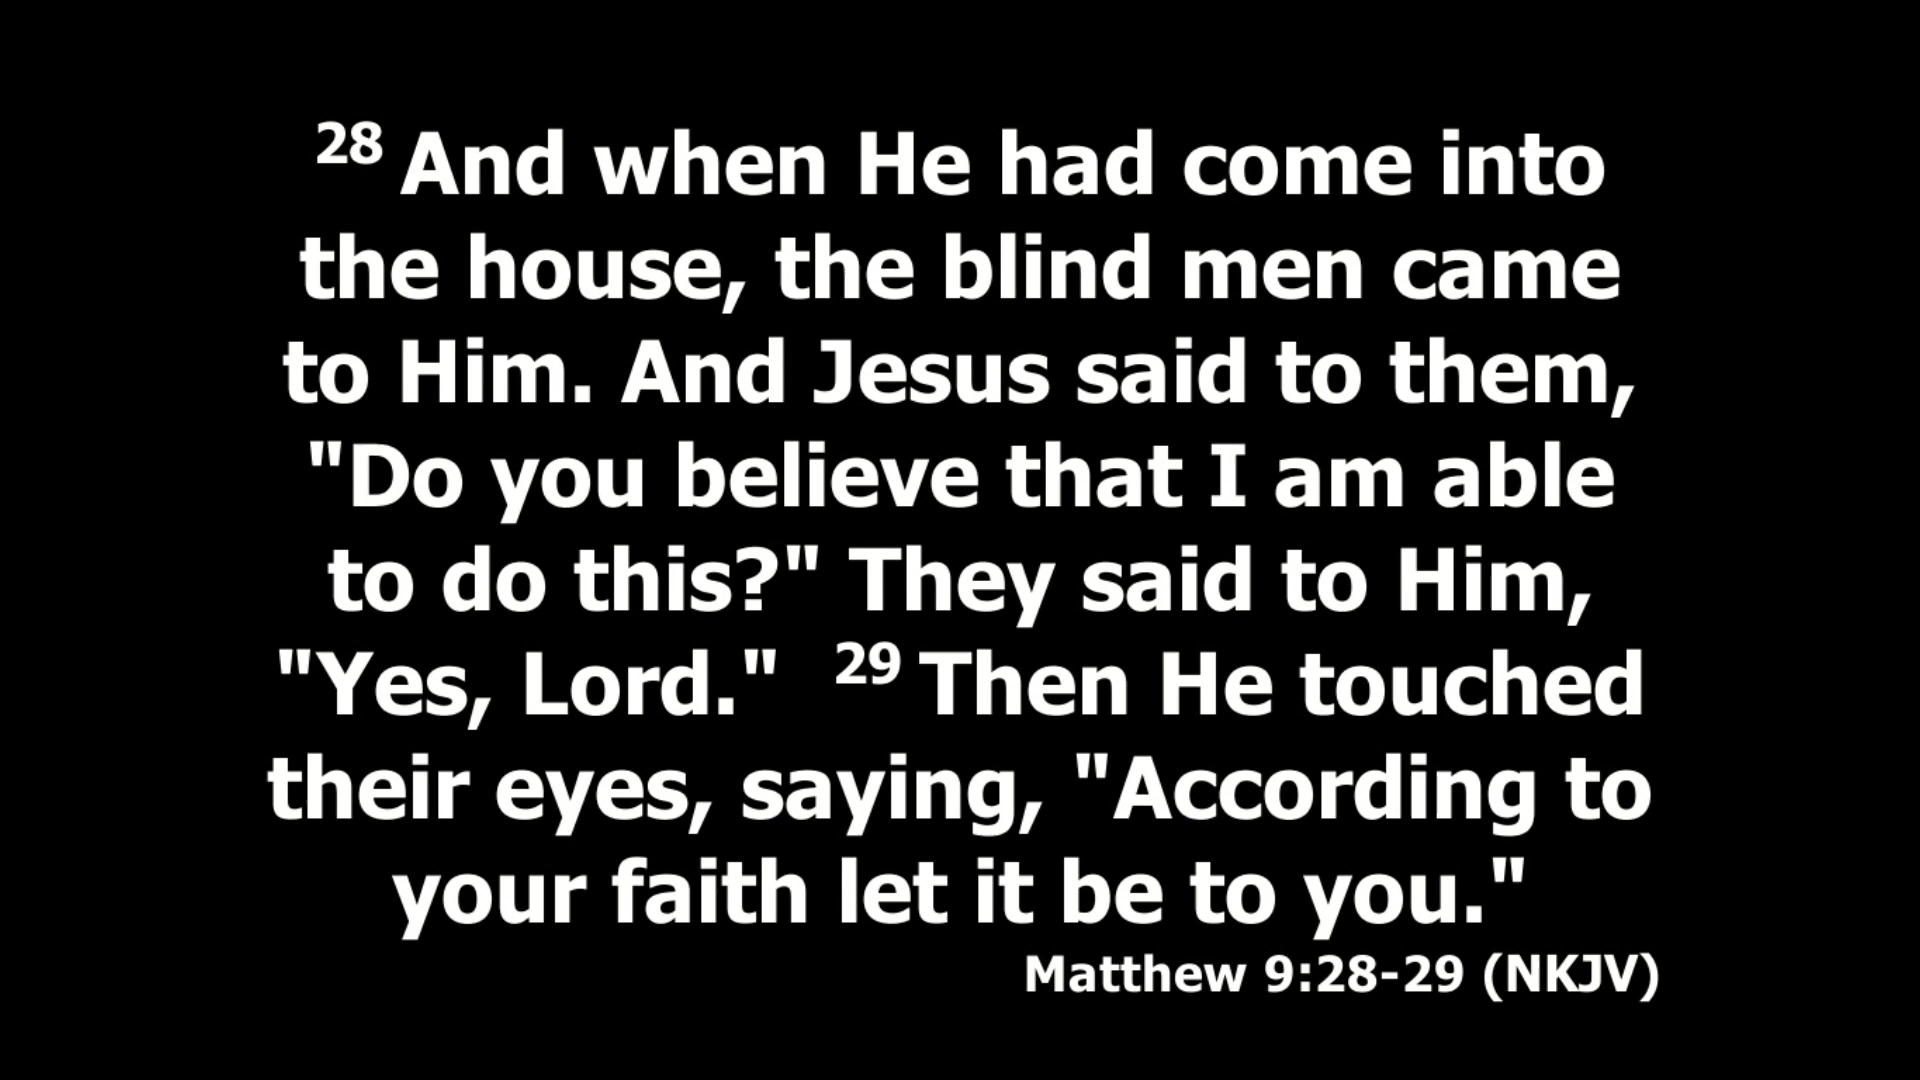 28 And when He had come into
the house, the blind men came
to Him. And Jesus said to them,
"Do you believe that I am able
to do this?" They said to Him,
"Yes, Lord." 29 Then He touched
their eyes, saying, "According to
your faith let it be to you."
Matthew 9:28-29 (NKJV)